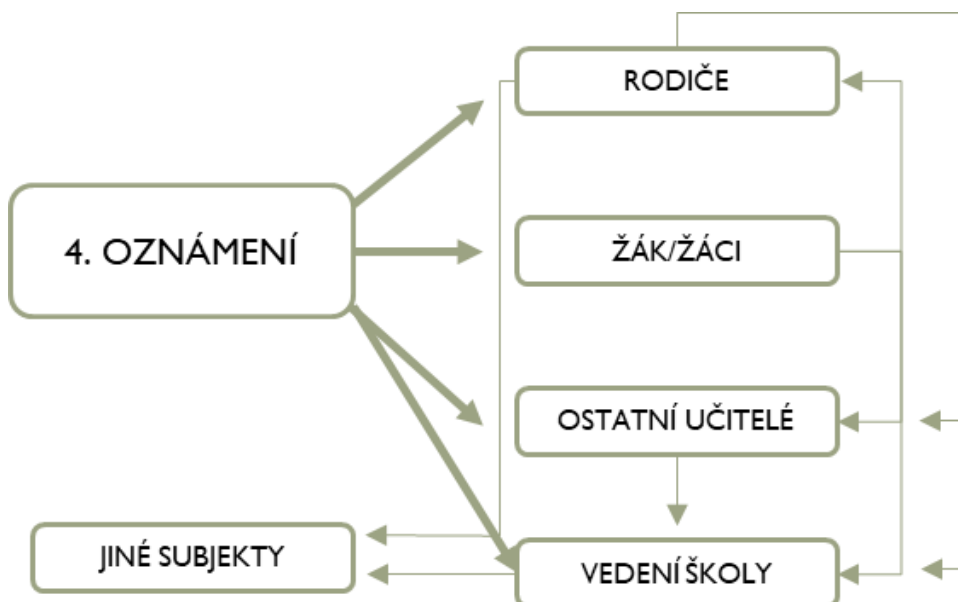 RODIČE
4. OZNÁMENÍ
ŽÁK/ŽÁCI
OSTATNÍ UČITELÉ
JINÉ SUBJEKTY
VEDENÍ ŠKOLY